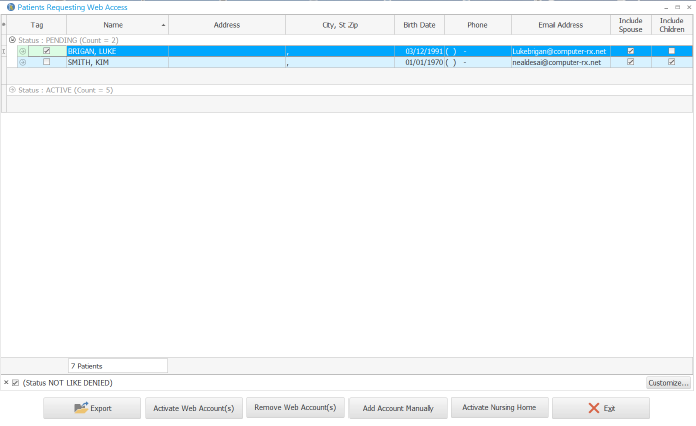 Patients Requesting Web Access
Tag Name Address City, St Zip Birth Date Phone Email Address Include Spouse Include Children
Status : PENDING (Count = 2)
BRIGAN, LUKE , 03/12/1991 ( ) - Lukebrigan@computer-rx.net
SMITH, KIM , 01/01/1970 ( ) - nealdesai@computer-rx.net
Status : ACTIVE (Count = 5)
7 Patients
(Status NOT LIKE DENIED) Customize...
Export Activate Web Account(s) Remove Web Account(s) Add Account Manually Activate Nursing Home Exit